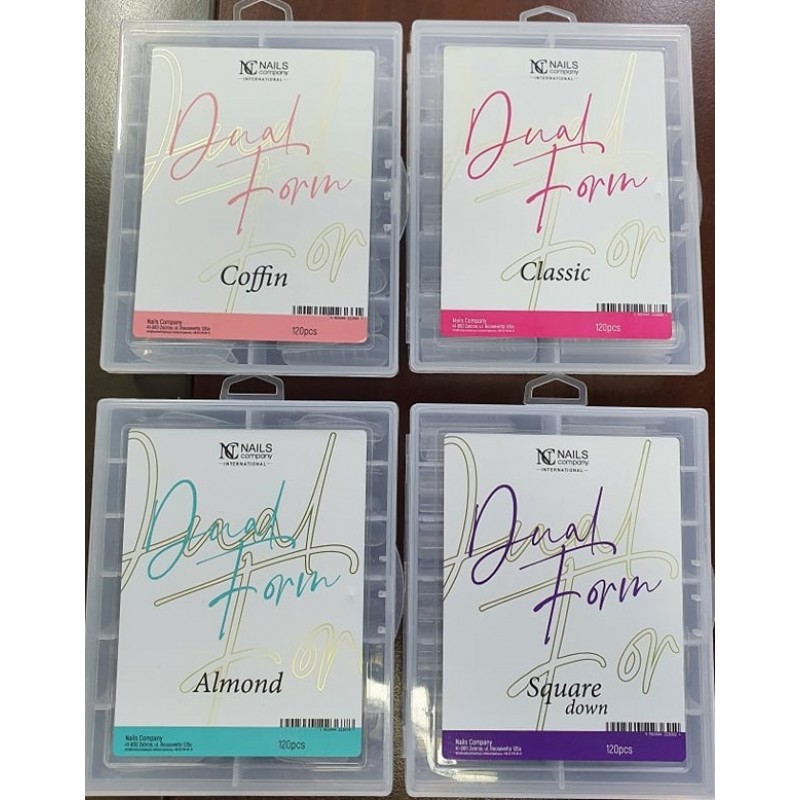 NC NAILS
company
INTERNATIONAL
Dual
Form
Coffin
Nails Company
120pcs
NC NAILS
company
INTERNATIONAL
Dual
Form
Classic
Nails Company
120pcs
NC NAILS
company
INTERNATIONAL
Dual
Form
Almond
Nails Company
120pcs
NC NAILS
company
INTERNATIONAL
Dual
Form
Square
down
Nails Company
120pcs